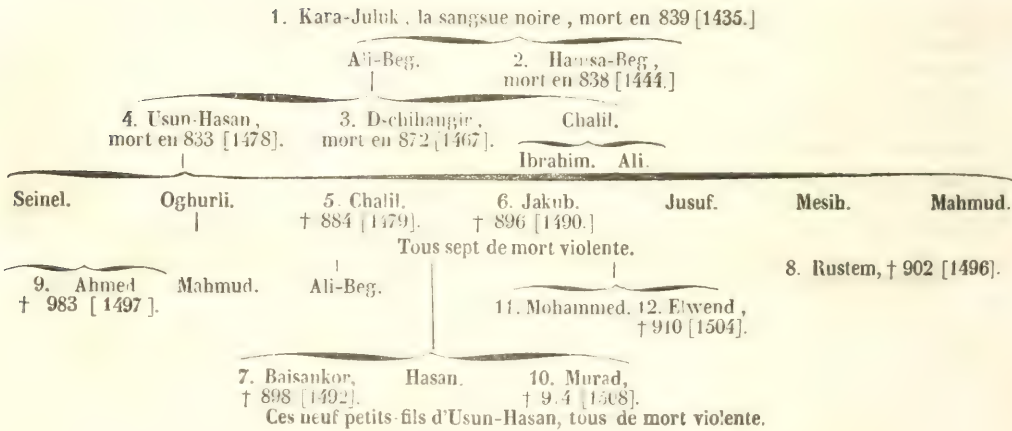 1. Kara-Juluk, la sangsue noire, mort en 839 [1435.]
Ali-Beg. 2. Hamsa-Beg,
mort en 838 [1444.]
4. Usun-Hasan, 3. Dschihangir, Chalil.
mort en 833 [1478]. mort en 872 [1467].
Ibrahim. Ali.
Seinel. Oghurli. 5. Chalil. 6. Jakub. Jusuf. Mesih. Mahmud.
† 884 [1479]. † 896 [1490.]
Tous sept de mort violente.
8. Rustem, † 902 [1496].
9. Ahmed Mahmud. Ali-Beg.
† 983 [1497].
11. Mohammed. 12. Elwend,
† 910 [1504].
7. Baisankor, Hasan. 10. Murad,
† 898 [1492].
Ces neuf petits-fils d'Usun-Hasan, tous de mort violente.